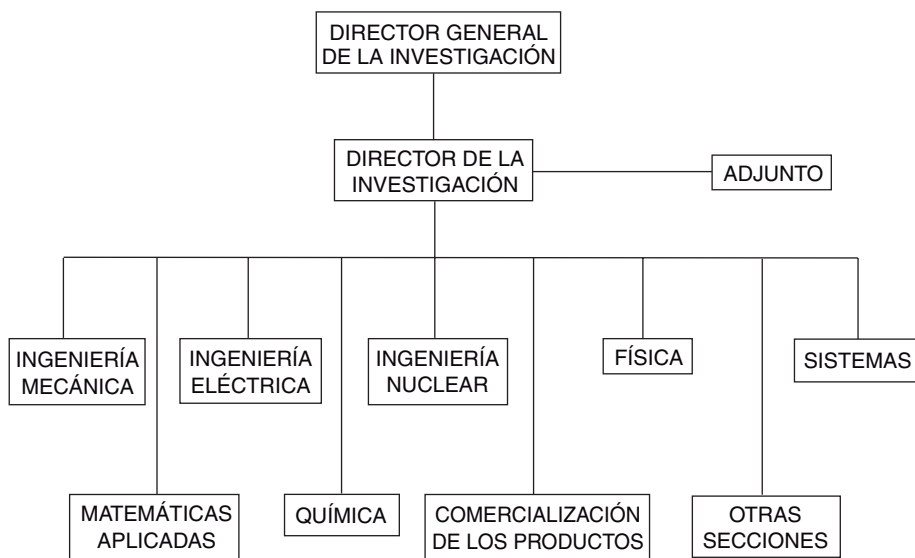 DIRECTOR GENERAL
DE LA INVESTIGACIÓN
DIRECTOR DE LA
INVESTIGACIÓN
ADJUNTO
INGENIERÍA
MECÁNICA
INGENIERÍA
ELÉCTRICA
INGENIERÍA
NUCLEAR
FÍSICA
SISTEMAS
MATEMÁTICAS
APLICADAS
QUÍMICA
COMERCIALIZACIÓN
DE LOS PRODUCTOS
OTRAS
SECCIONES